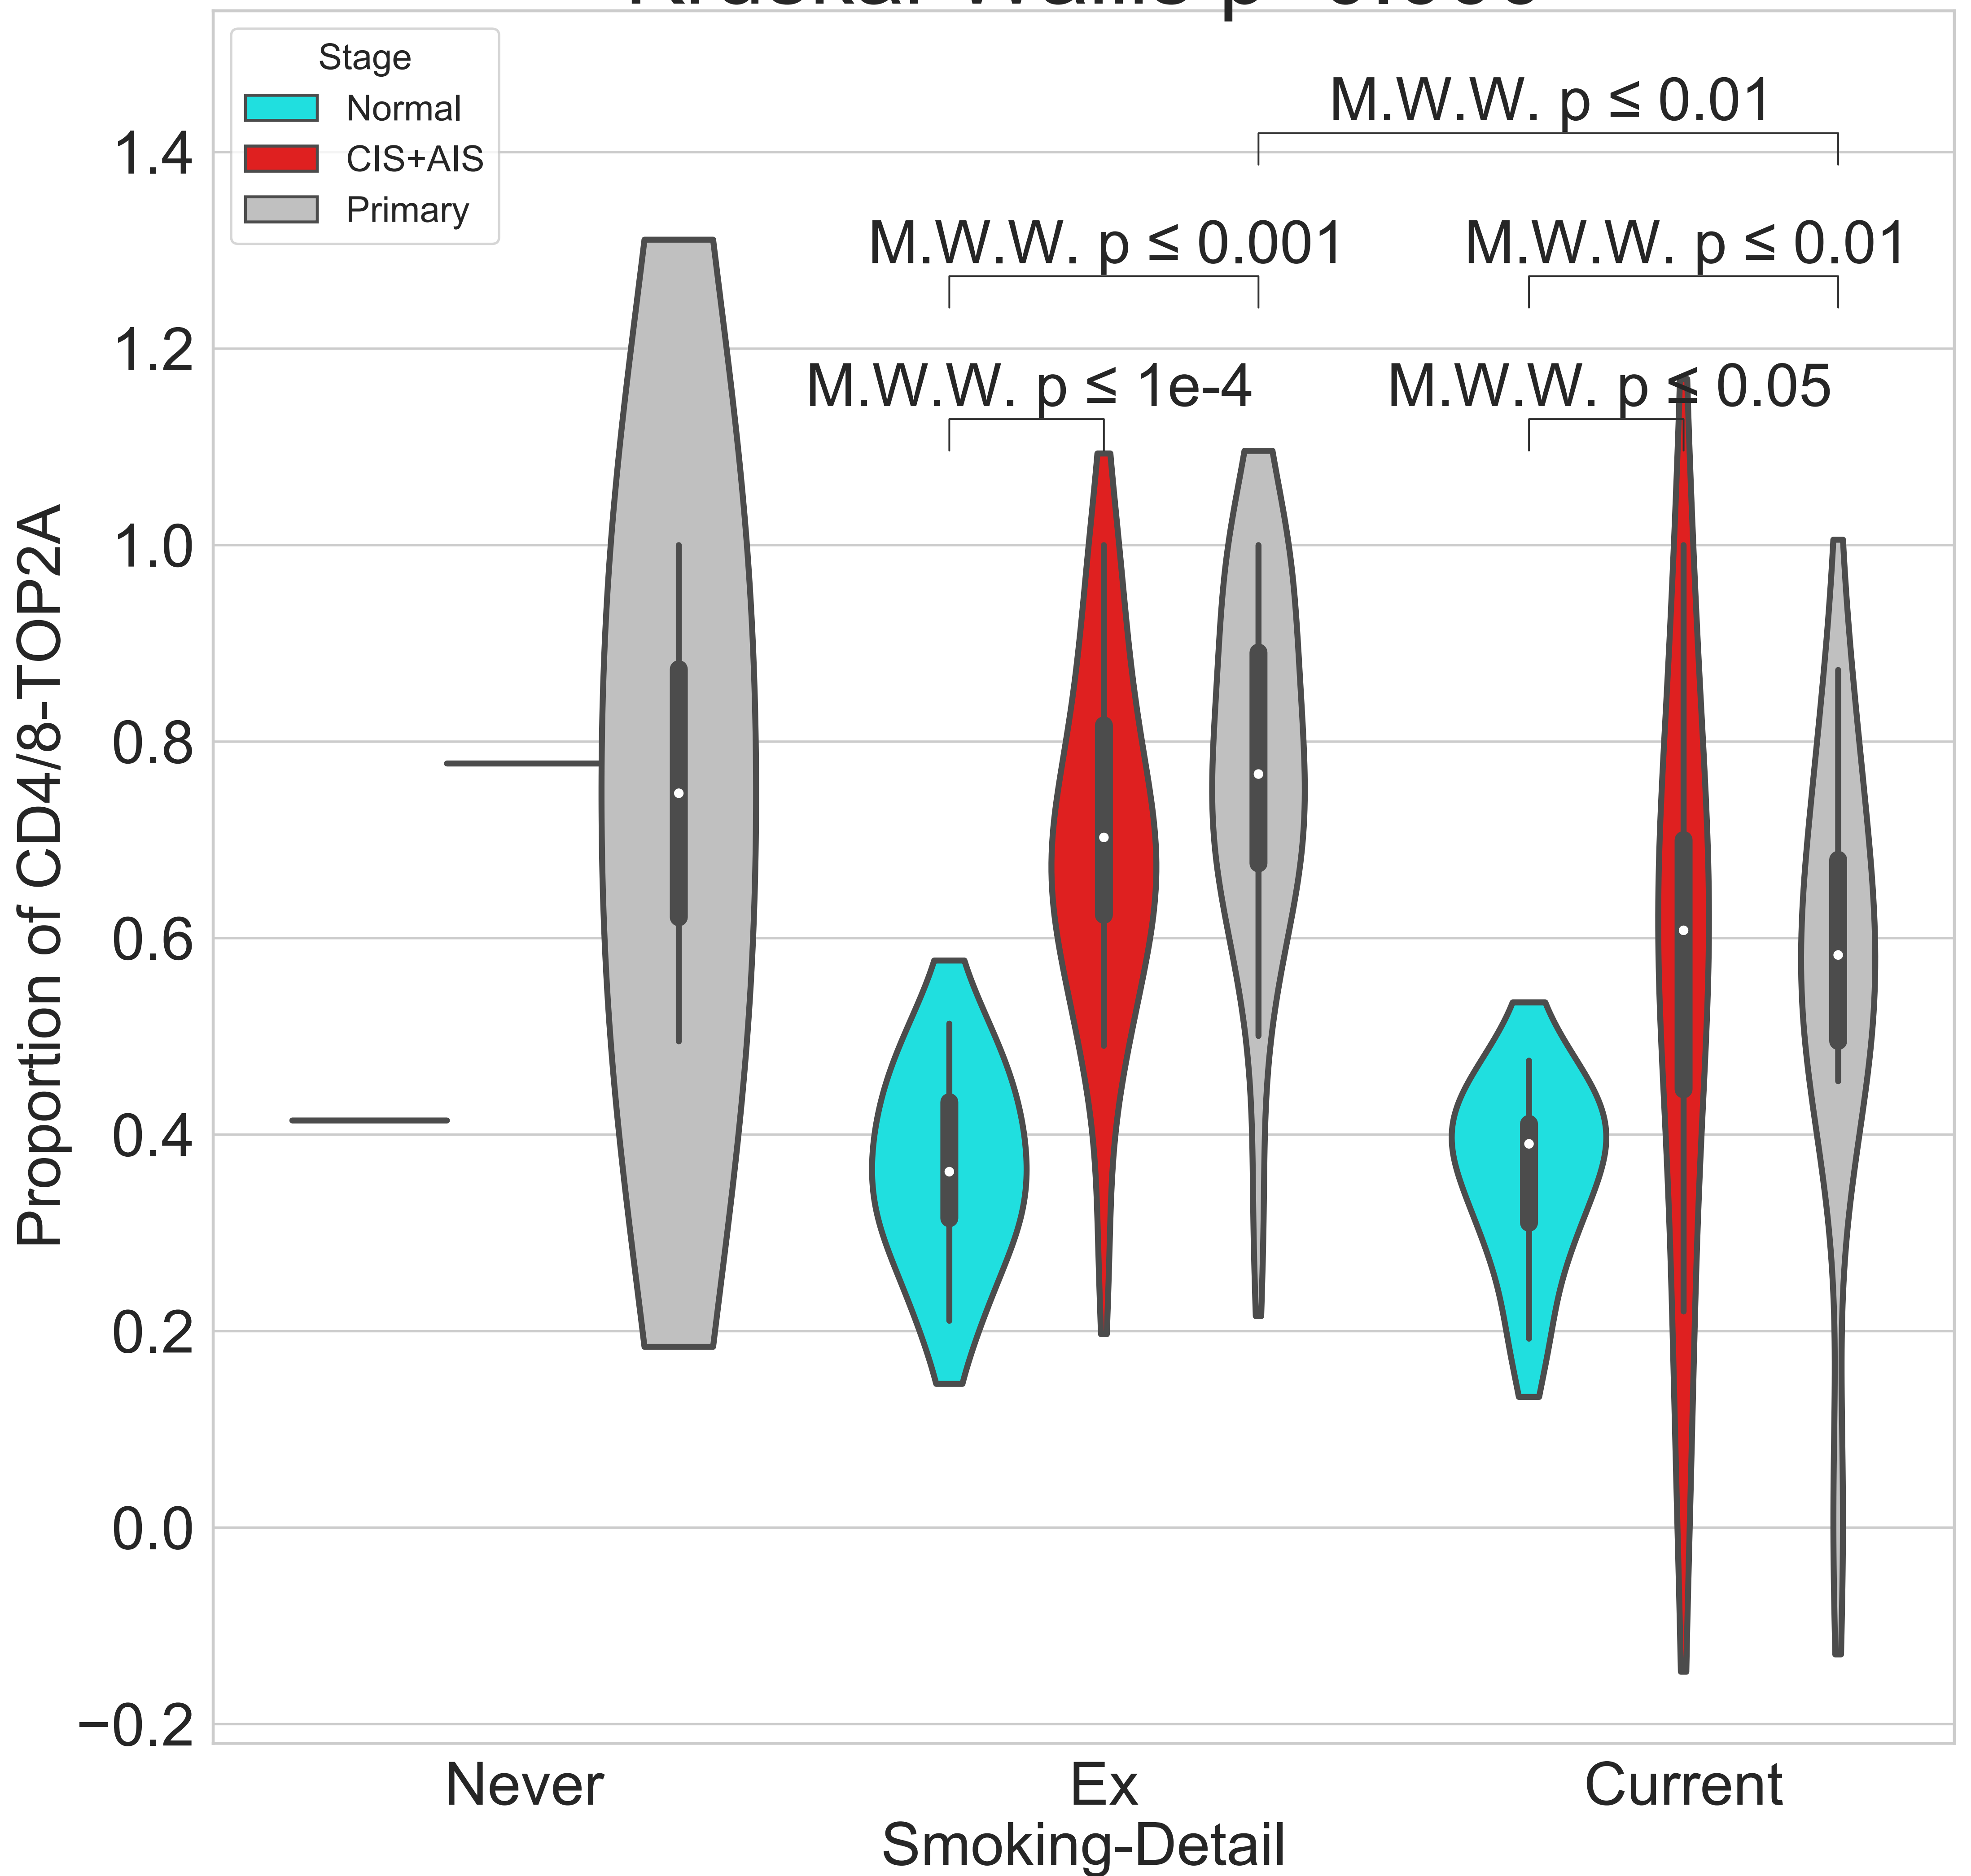 Stage
Normal
CIS+AIS
Primary
M.W.W. p ≤ 0.01
M.W.W. p ≤ 0.001
M.W.W. p ≤ 0.01
M.W.W. p ≤ 1e-4
M.W.W. p ≤ 0.05
Proportion of CD4/8-TOP2A
1.4
1.2
1.0
0.8
0.6
0.4
0.2
0.0
−0.2
Never
Ex
Current
Smoking-Detail